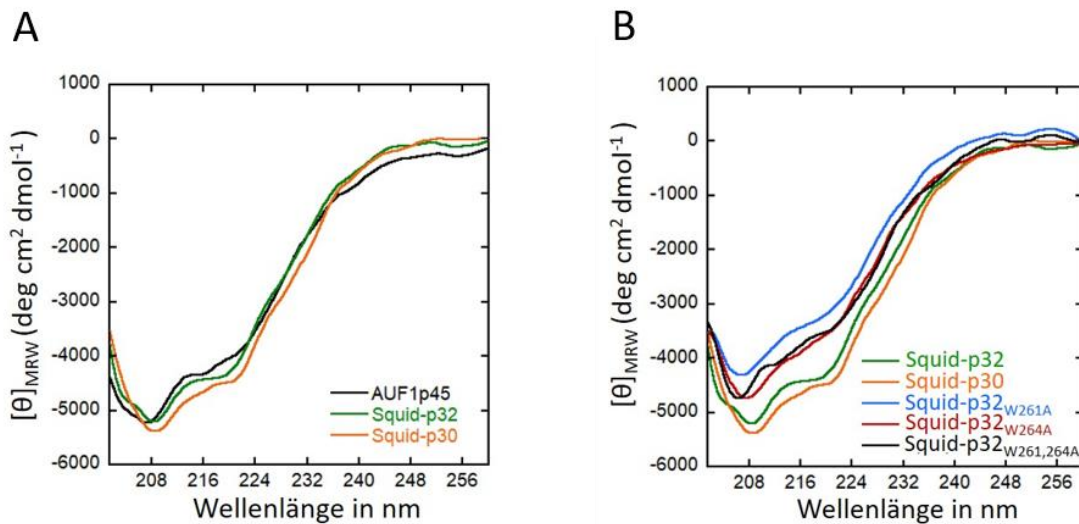 A
1000
0
-1000
-2000
-3000
-4000
-5000
-6000
[θ]MRW (deg cm² dmol⁻¹)
208 216 224 232 240 248 256
Wellenlänge in nm
AUF1p45
Squid-p32
Squid-p30
B
1000
0
-1000
-2000
-3000
-4000
-5000
-6000
[θ]MRW (deg cm² dmol⁻¹)
208 216 224 232 240 248 256
Wellenlänge in nm
Squid-p32
Squid-p30
Squid-p32W261A
Squid-p32W264A
Squid-p32W261,264A